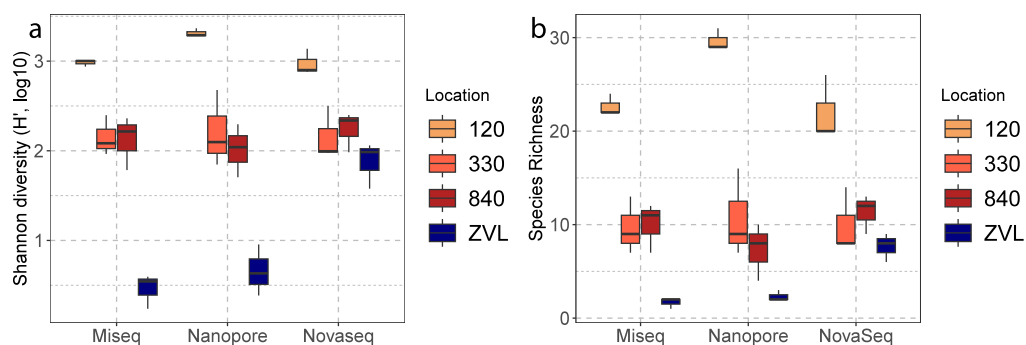 a
Shannon diversity (H', log10)
3
2
1
Miseq
Nanopore
Novaseq
Location
120
330
840
ZVL
b
Species Richness
30
20
10
0
Miseq
Nanopore
NovaSeq
Location
120
330
840
ZVL